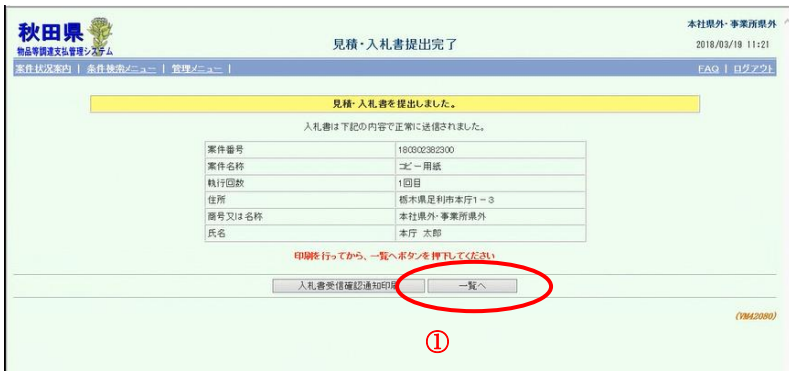 秋田県
物品等調達支払管理システム
見積・入札書提出完了
本社県外・事業所県外
2018/03/19 11:21
案件状況案内 | 条件検索メニュー | 管理メニュー |
FAQ | ログアウト
見積・入札書を提出しました。
入札書は下記の内容で正常に送信されました。
案件番号 180302382300
案件名称 コピー用紙
執行回数 1回目
住所 栃木県足利市本庁1-3
商号又は名称 本社県外・事業所県外
氏名 本庁 太郎
印刷を行ってから、一覧へボタンを押下してください
入札書受信確認通知印刷 一覧へ
(VM42080)
①